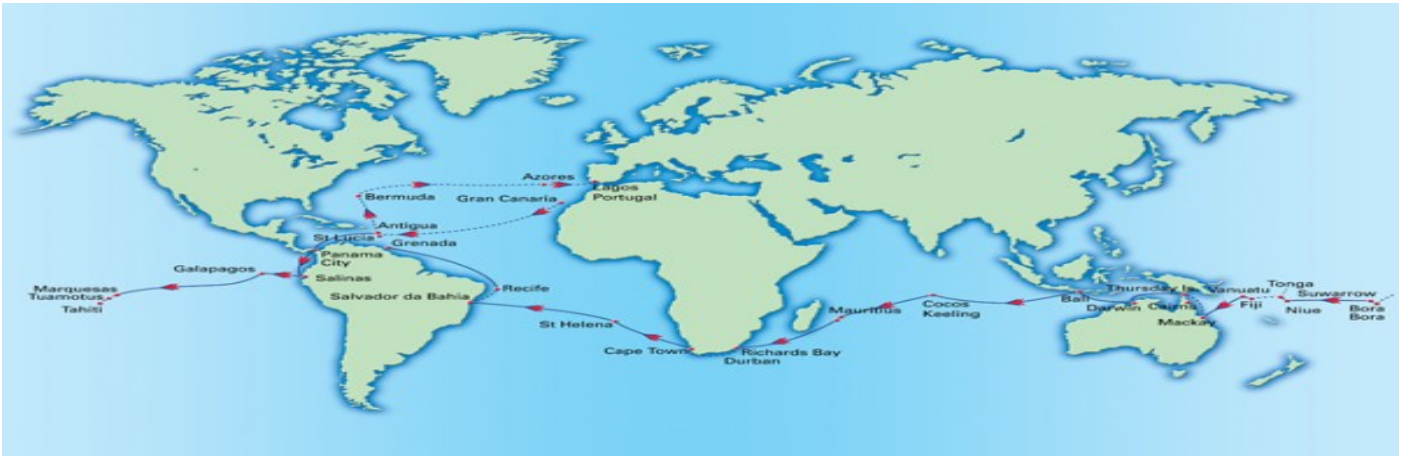 Azores
Lagos
Portugal
Bermuda
Gran Canaria
Antigua
St Lucia
Grenada
Panama
City
Galapagos
Salinas
Marquesas
Tuamotus
Tahiti
Recife
Salvador da Bahia
St Helena
Cape Town
Richards Bay
Durban
Mauritius
Cocos
Keeling
Bali
Darwin
Thursday Is
Cairns
Mackay
Vanuatu
Fiji
Tonga
Niue
Suwarrow
Bora
Bora